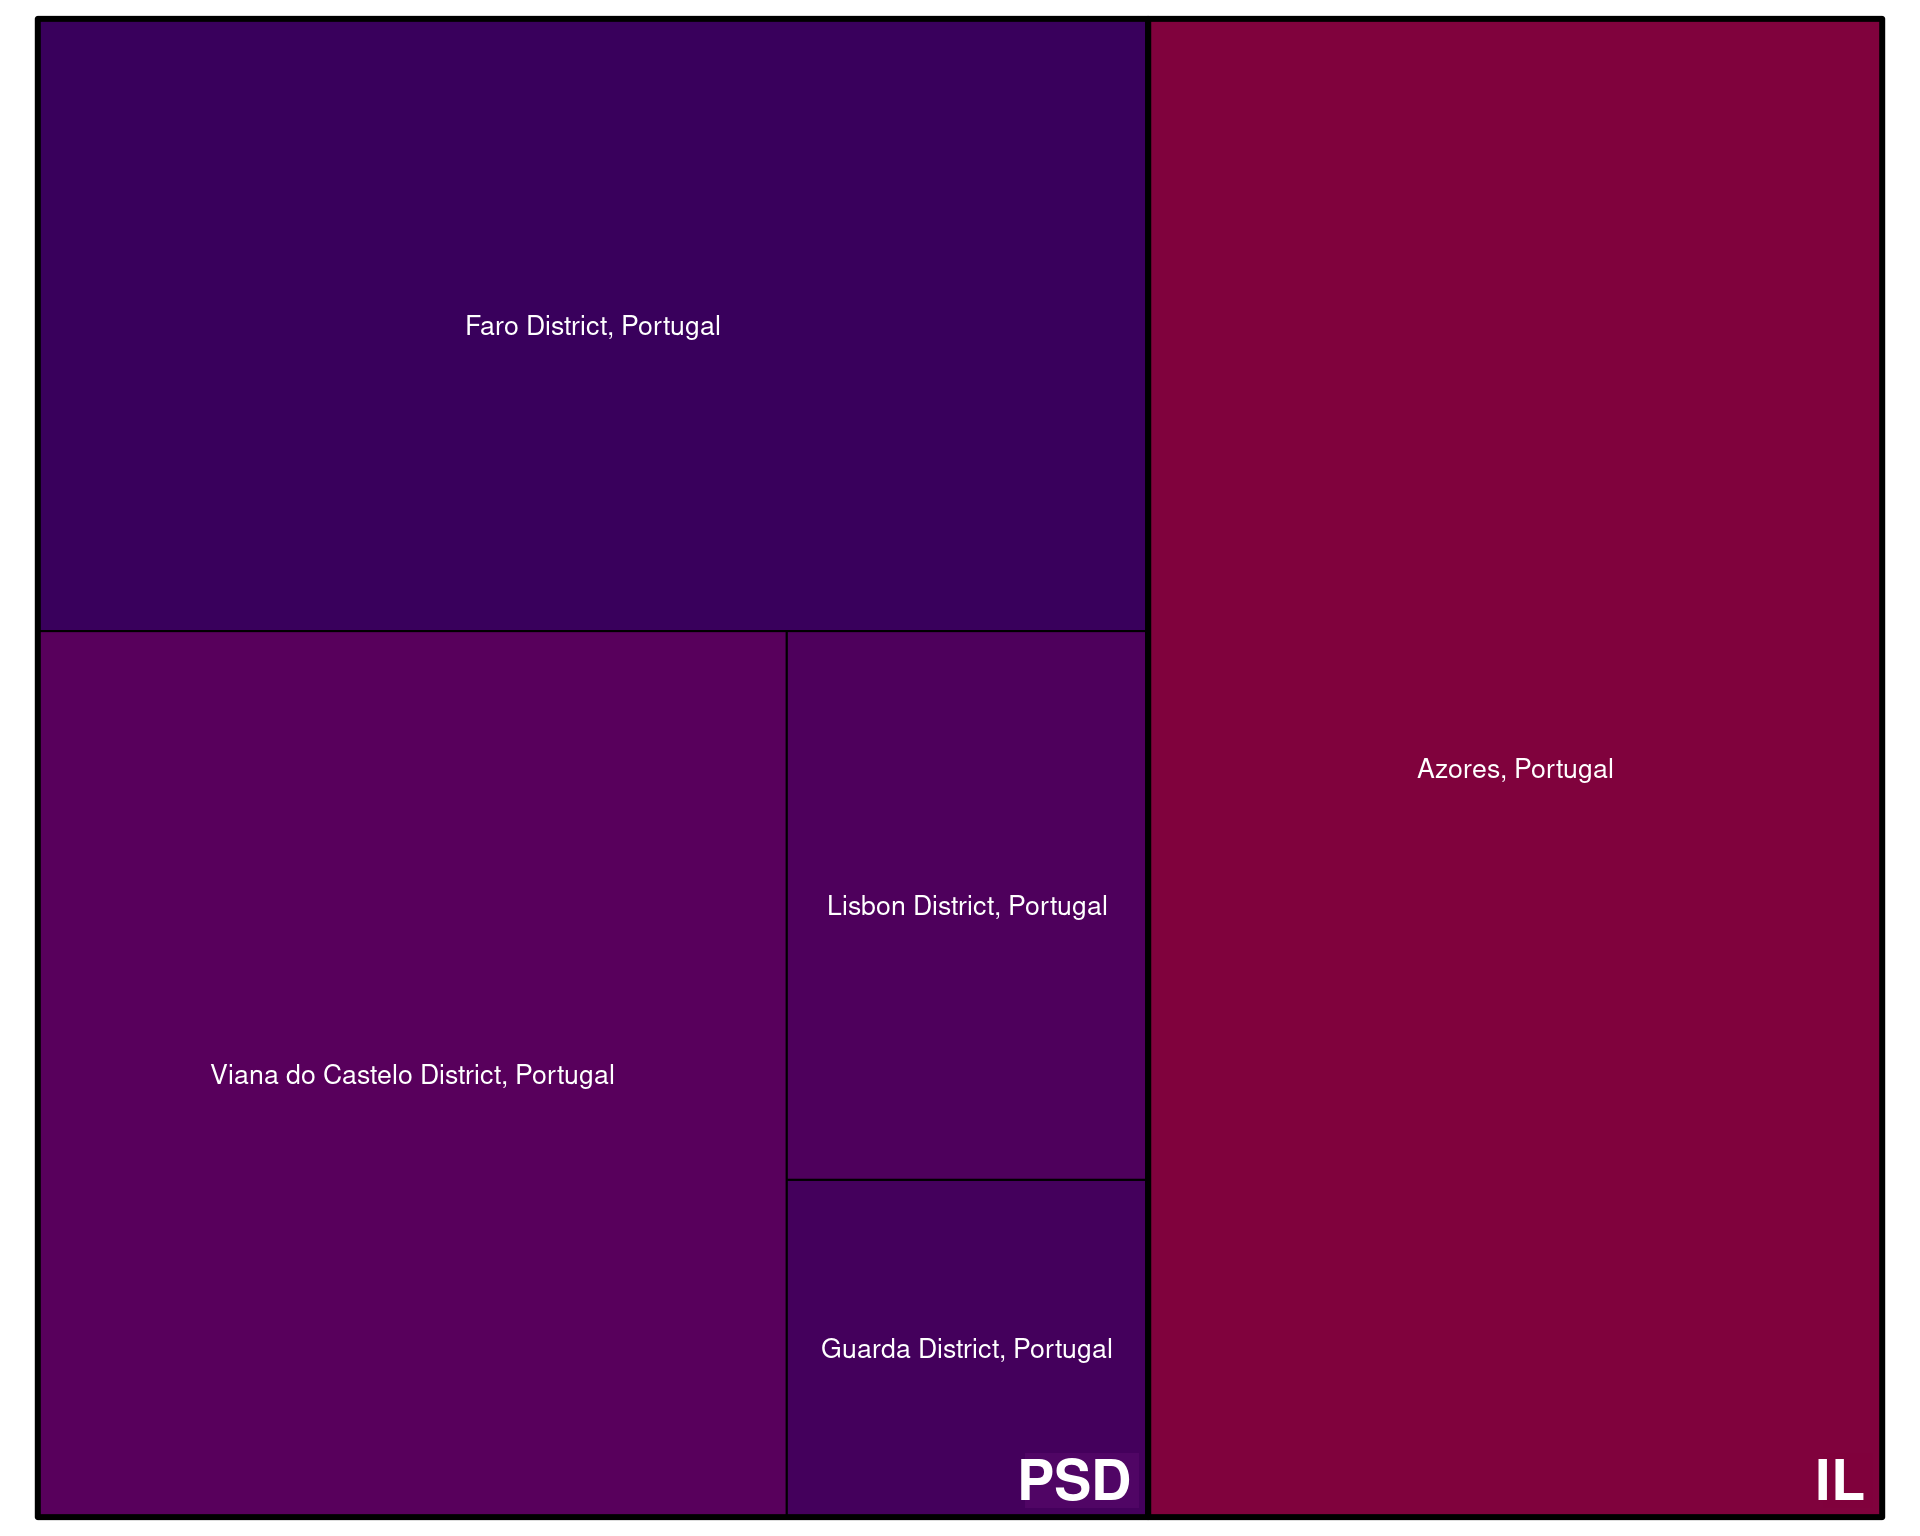 Faro District, Portugal
Azores, Portugal
Lisbon District, Portugal
Viana do Castelo District, Portugal
Guarda District, Portugal
PSD
IL